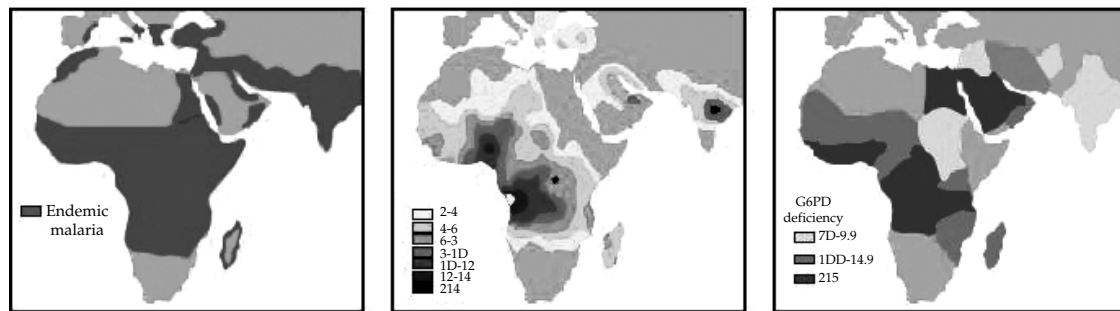 Endemic
malaria
2-4
4-6
6-3
3-1D
1D-12
12-14
214
G6PD
deficiency
7D-9.9
1DD-14.9
215